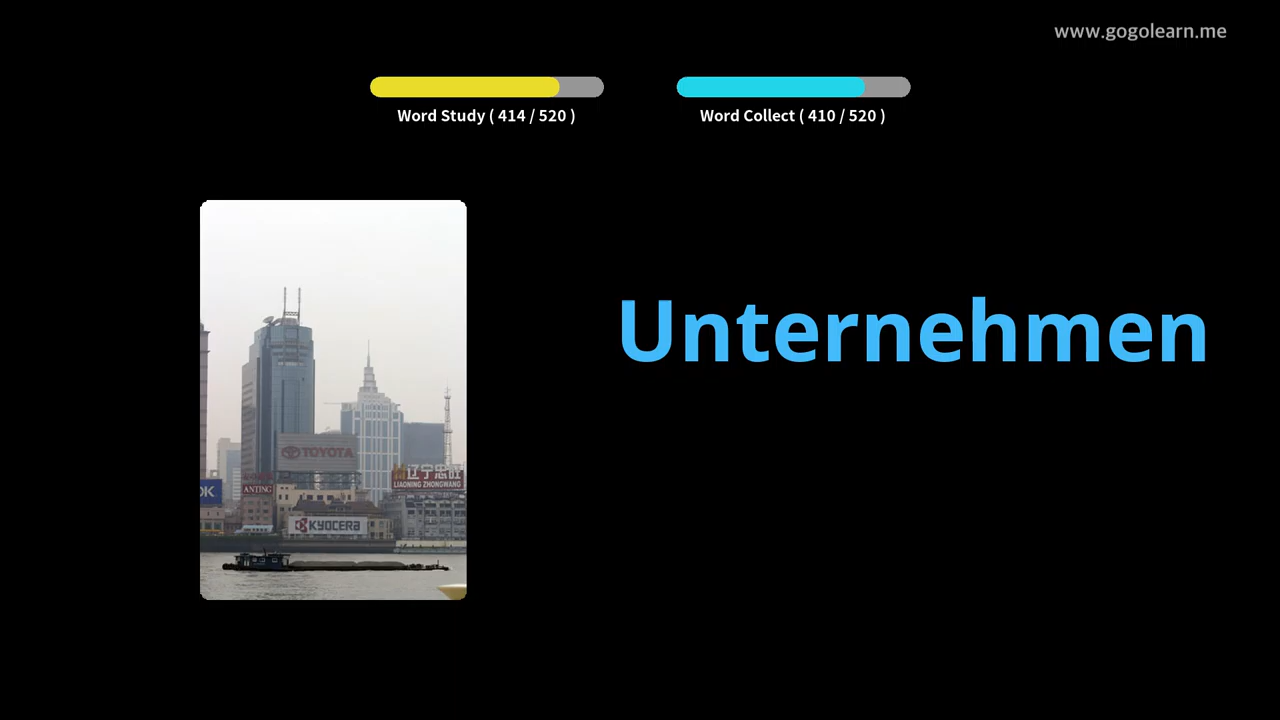 www.gogolearn.me
Word Study ( 414 / 520 )
Word Collect ( 410 / 520 )
Unternehmen
TOYOTA
辽宁忠旺
LIAONING ZHONGWANG
OK
ANTING
KYOCERA